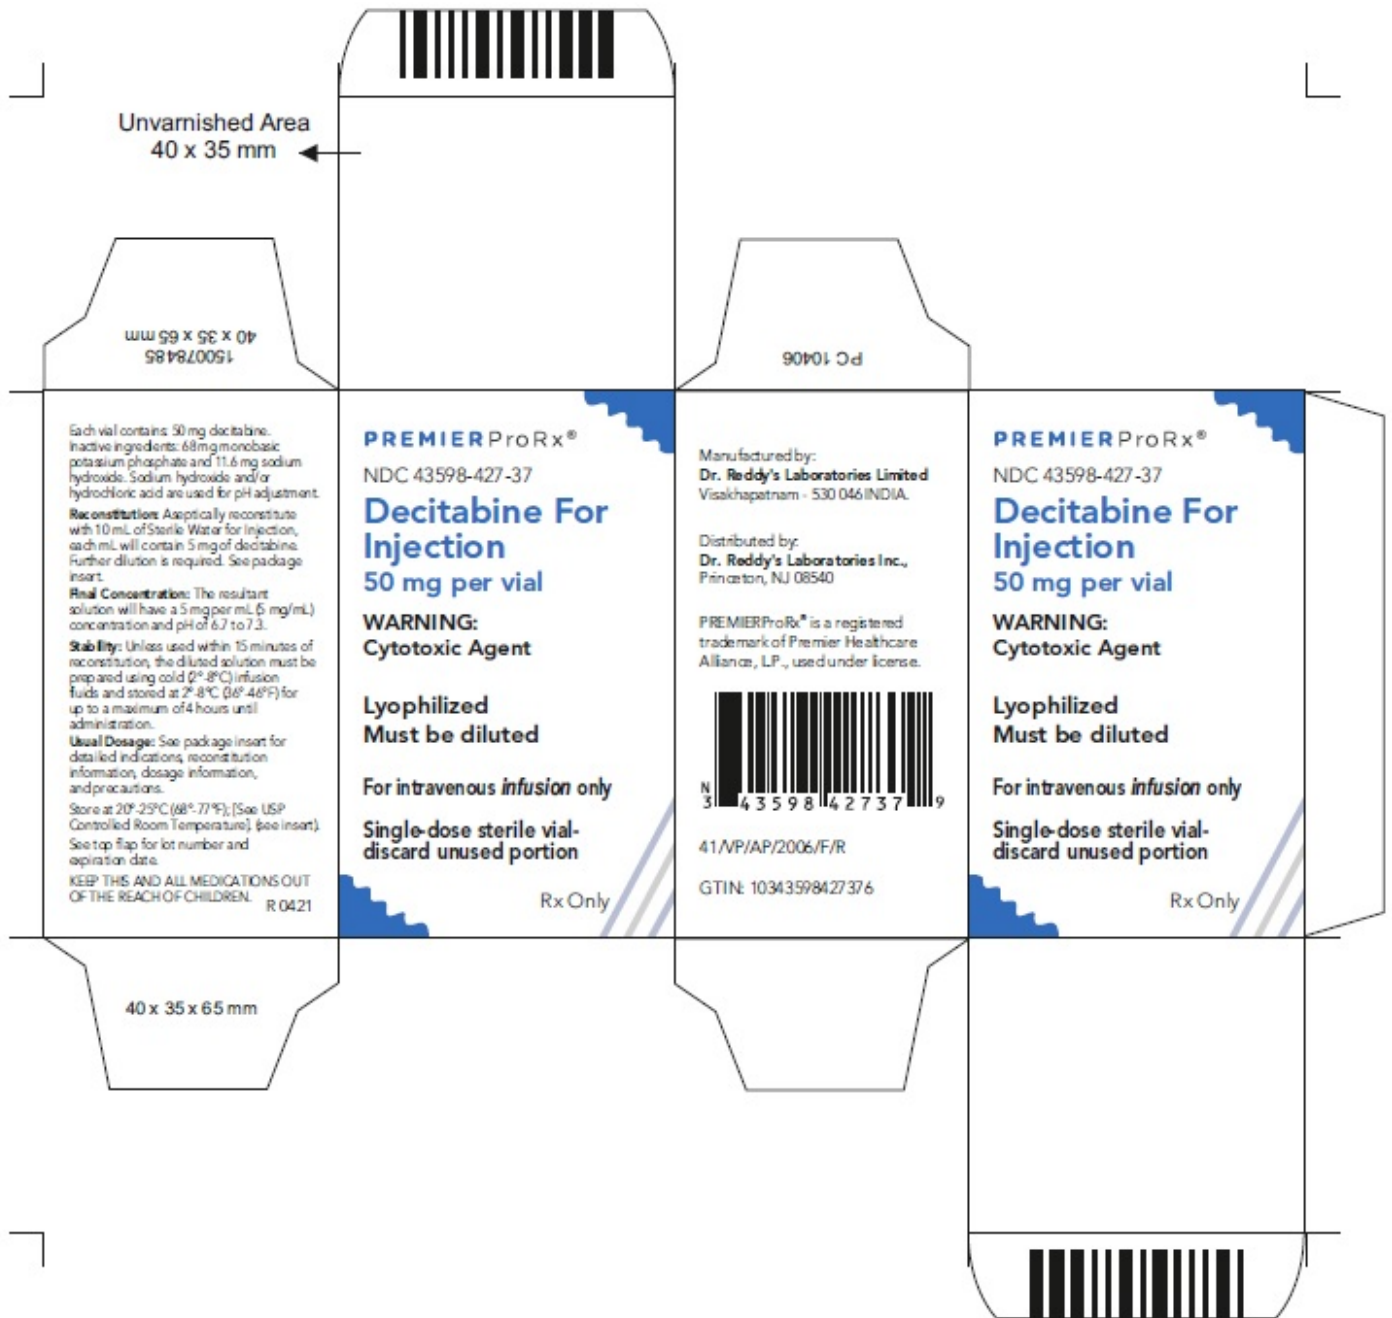 Unvarnished Area
40 x 35 mm
150078485
40 x 35 x 65 mm
PC 10406
Each vial contains: 50 mg decitabine.
Inactive ingredients: 68 mg monobasic
potassium phosphate and 11.6 mg sodium
hydroxide. Sodium hydroxide and/or
hydrochloric acid are used for pH adjustment.
Reconstitution: Aseptically reconstitute
with 10 mL of Sterile Water for Injection,
each mL will contain 5 mg of decitabine.
Further dilution is required. See package
insert.
Final Concentration: The resultant
solution will have a 5 mg per mL (5 mg/mL)
concentration and pH of 6.7 to 7.3.
Stability: Unless used within 15 minutes of
reconstitution, the diluted solution must be
prepared using cold (2°-8°C) infusion
fluids and stored at 2°-8°C (36°-46°F) for
up to a maximum of 4 hours until
administration.
Usual Dosage: See package insert for
detailed indications, reconstitution
information, dosage information,
and precautions.
Store at 20°-25°C (68°-77°F); [See USP
Controlled Room Temperature]. (see insert).
See top flap for lot number and
expiration date.
KEEP THIS AND ALL MEDICATIONS OUT
OF THE REACH OF CHILDREN.
R 0421
PREMIERProRx®
NDC 43598-427-37
Decitabine For
Injection
50 mg per vial
WARNING:
Cytotoxic Agent
Lyophilized
Must be diluted
For intravenous infusion only
Single-dose sterile vial-
discard unused portion
Rx Only
Manufactured by:
Dr. Reddy's Laboratories Limited
Visakhapatnam - 530 046 INDIA.
Distributed by:
Dr. Reddy's Laboratories Inc.,
Princeton, NJ 08540
PREMIERProRx® is a registered
trademark of Premier Healthcare
Alliance, L.P., used under license.
N
3 43598 42737 9
41/VP/AP/2006/F/R
GTIN: 10343598427376
PREMIERProRx®
NDC 43598-427-37
Decitabine For
Injection
50 mg per vial
WARNING:
Cytotoxic Agent
Lyophilized
Must be diluted
For intravenous infusion only
Single-dose sterile vial-
discard unused portion
Rx Only
40 x 35 x 65 mm